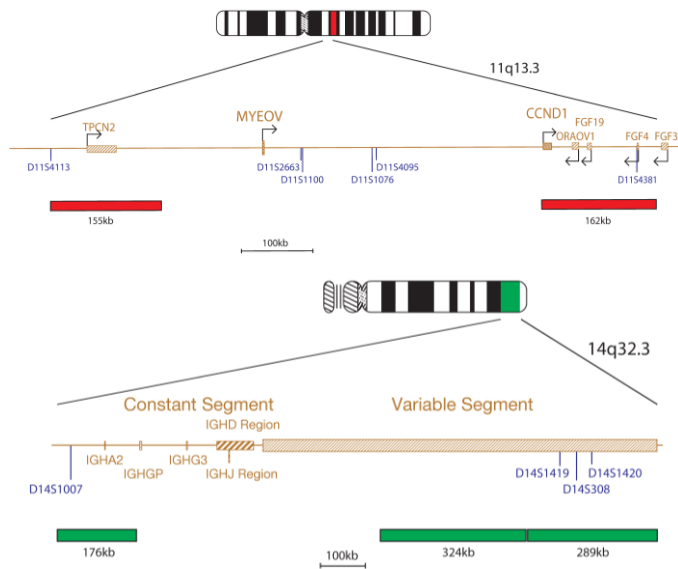 11q13.3
TPCN2
MYEOV
CCND1
FGF19
ORAOV1
FGF4
FGF3
D11S4113
D11S2663
D11S4095
D11S4381
D11S1100
D11S1076
155kb
162kb
100kb
14q32.3
Constant Segment
Variable Segment
IGHD Region
IGHA2
IGHG3
D14S1419
D14S1420
IGHGP
IGHJ Region
D14S1007
D14S308
176kb
100kb
324kb
289kb